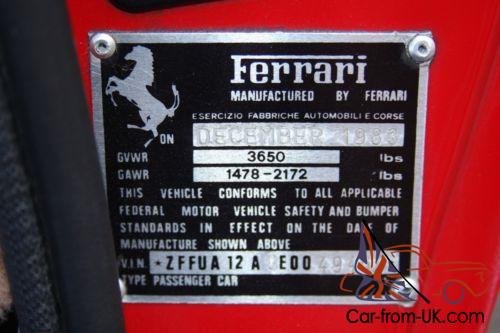 Ferrari
MANUFACTURED BY FERRARI
ESERCIZIO FABBRICHE AUTOMOBILI E CORSE
ON DECEMBER 1983
GVWR 3650 lbs
GAWR 1478-2172 lbs
THIS VEHICLE CONFORMS TO ALL APPLICABLE
FEDERAL MOTOR VEHICLE SAFETY AND BUMPER
STANDARDS IN EFFECT ON THE DATE OF
MANUFACTURE SHOWN ABOVE
V.I.N. *ZFFUA 12 A
TYPE PASSENGER CAR
Car-from-UK.com